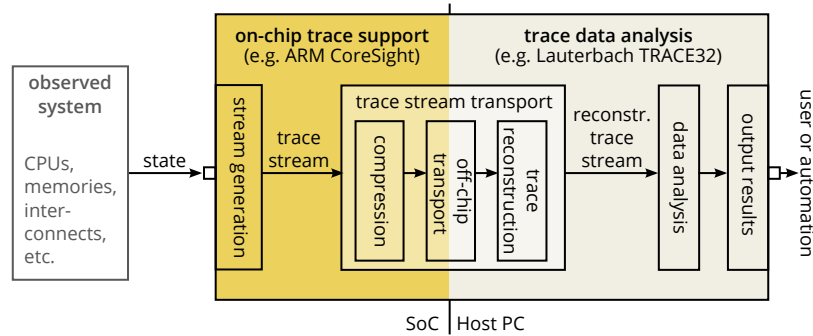 on-chip trace support
(e.g. ARM CoreSight)
trace data analysis
(e.g. Lauterbach TRACE32)
observed
system
CPUs,
memories,
inter-
connects,
etc.
state
stream generation
trace
stream
trace stream transport
compression
off-chip
transport
trace
reconstruction
reconstr.
trace
stream
data analysis
output results
user or automation
SoC
Host PC